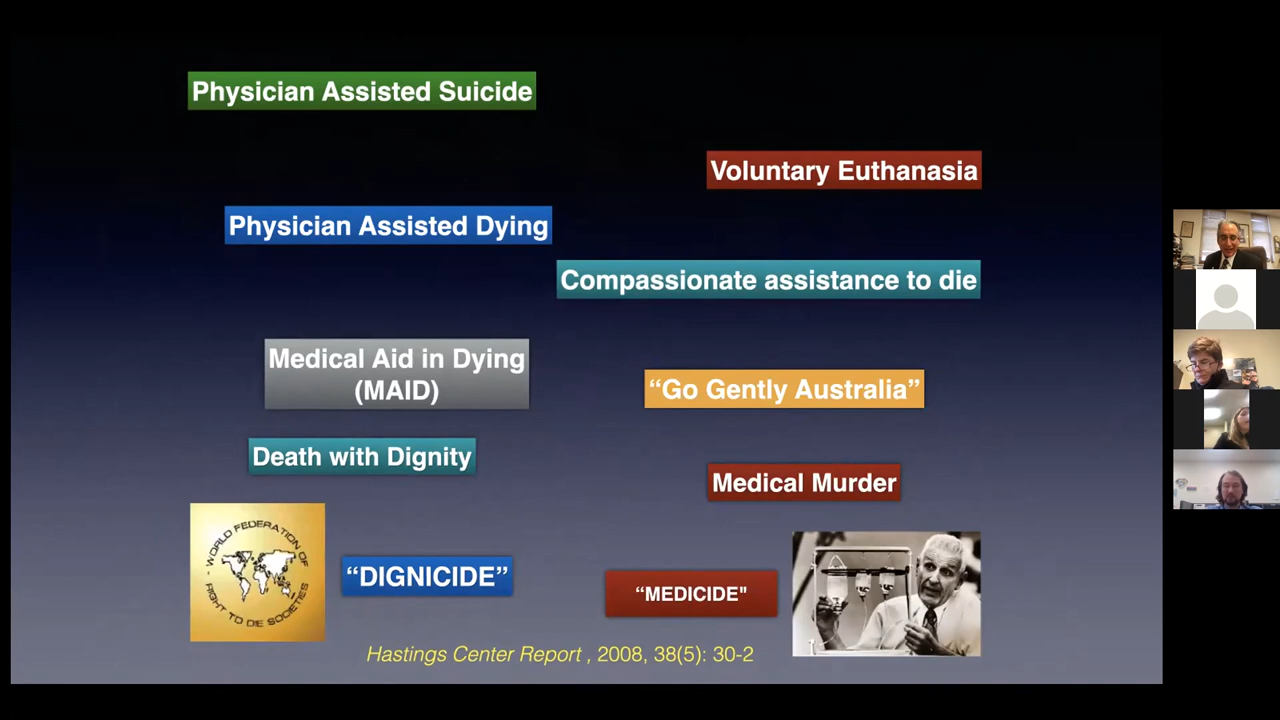 Physician Assisted Suicide
Voluntary Euthanasia
Physician Assisted Dying
Compassionate assistance to die
Medical Aid in Dying
(MAID)
“Go Gently Australia”
Death with Dignity
Medical Murder
· WORLD FEDERATION OF ·
RIGHT TO DIE SOCIETIES
“DIGNICIDE”
“MEDICIDE"
Hastings Center Report , 2008, 38(5): 30-2